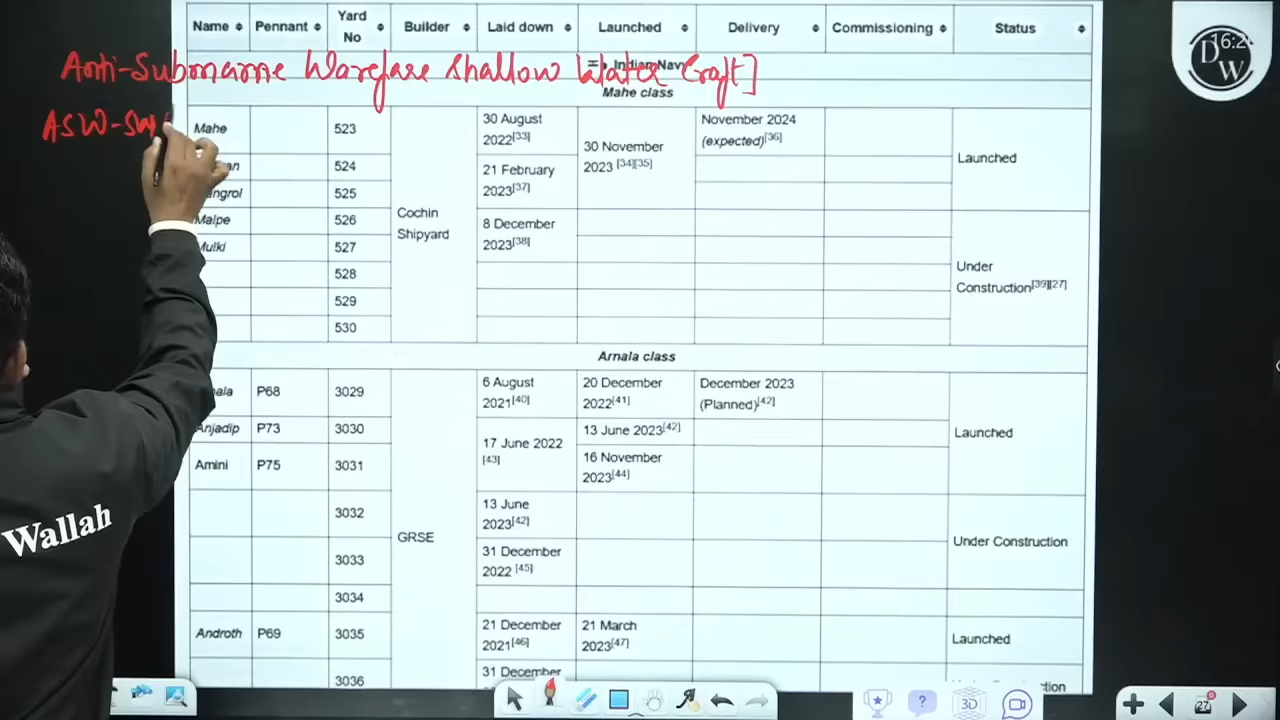 Name Pennant Yard No Builder Laid down Launched Delivery Commissioning Status
Anti-Submarine Warefare Shallow Water Craft]
Indian Navy
Mahe class
ASW-SW
Mahe 523 Cochin Shipyard 30 August 2022[33] 30 November 2023 [34][35] November 2024 (expected)[36] Launched
524 21 February 2023[37]
525
Malpe 526 8 December 2023[38] Under Construction[39][27]
Mulki 527
528
529
530
Arnala class
P68 3029 GRSE 6 August 2021[40] 20 December 2022[41] December 2023 (Planned)[42] Launched
Anjadip P73 3030 17 June 2022 [43] 13 June 2023[42]
Amini P75 3031 16 November 2023[44]
3032 13 June 2023[42] Under Construction
3033 31 December 2022 [45]
3034
Androth P69 3035 21 December 2021[46] 21 March 2023[47] Launched
3036 31 December
Wallah
DW
3D
27